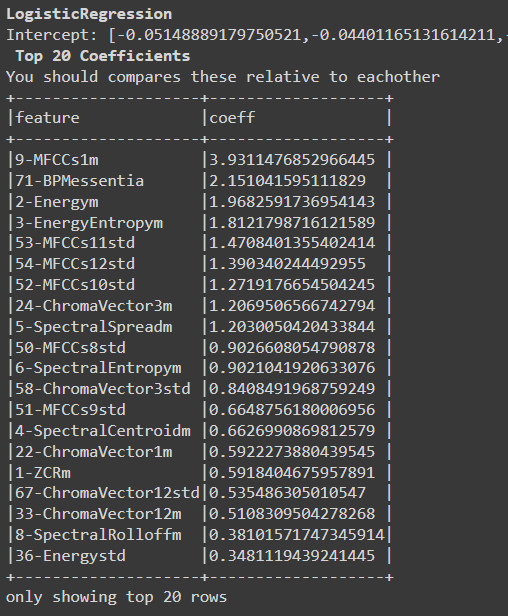 LogisticRegression
Intercept: [-0.05148889179750521,-0.04401165131614211,-
Top 20 Coefficients
You should compares these relative to eachother
+-------------------+------------------+
|feature            |coeff             |
+-------------------+------------------+
|9-MFCCs1m          |3.9311476852966445 |
|71-BPMessentia     |2.151041595111829  |
|2-Energym          |1.9682591736954143 |
|3-EnergyEntropym   |1.8121798716121589 |
|53-MFCCs11std      |1.4708401355402414 |
|54-MFCCs12std      |1.390340244492955  |
|52-MFCCs10std      |1.2719176654504245 |
|24-ChromaVector3m  |1.2069506566742794 |
|5-SpectralSpreadm  |1.2030050420433844 |
|50-MFCCs8std       |0.9026608054790878 |
|6-SpectralEntropym |0.9021041920633076 |
|58-ChromaVector3std|0.8408491968759249 |
|51-MFCCs9std       |0.6648756180006956 |
|4-SpectralCentroidm|0.6626990869812579 |
|22-ChromaVector1m  |0.5922273880439545 |
|1-ZCRm             |0.5918404675957891 |
|67-ChromaVector12std|0.535486305010547  |
|33-ChromaVector12m |0.5108309504278268 |
|8-SpectralRolloffm |0.38101571747345914|
|36-Energystd       |0.3481119439241445 |
+-------------------+------------------+
only showing top 20 rows